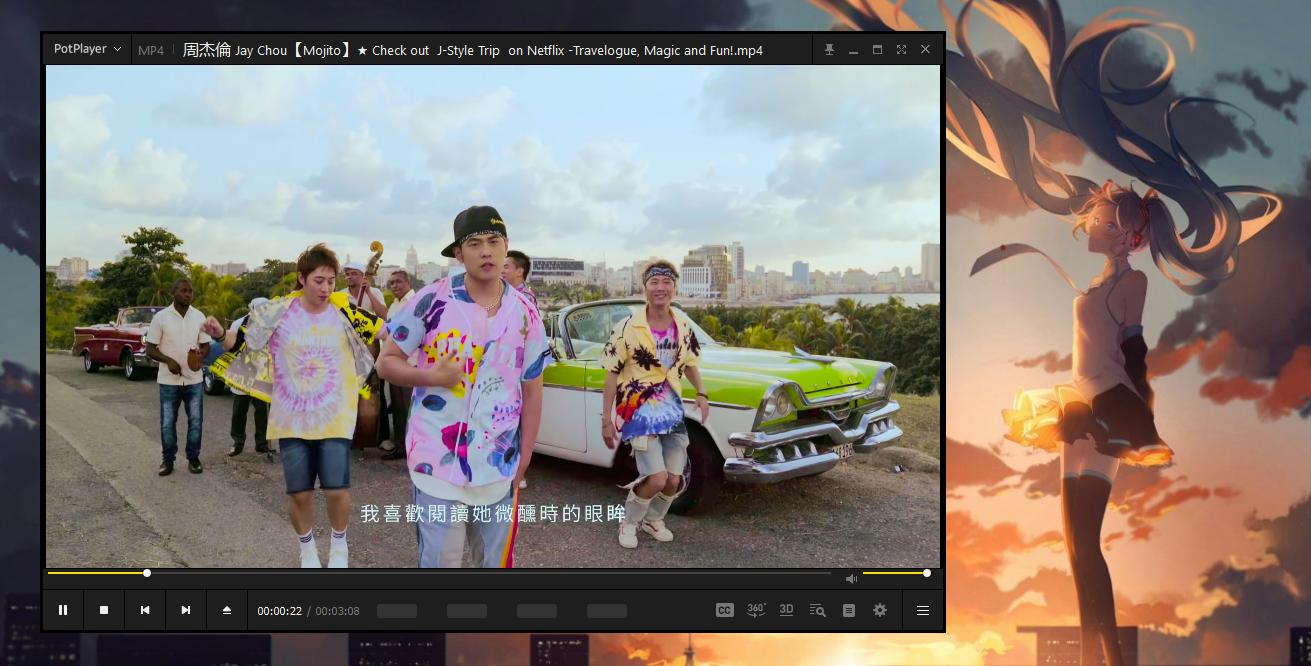 PotPlayer
MP4
周杰倫 Jay Chou【Mojito】★ Check out J-Style Trip on Netflix -Travelogue, Magic and Fun!.mp4
我喜歡閱讀她微醺時的眼眸
00:00:22 / 00:03:08
CC
360°
3D